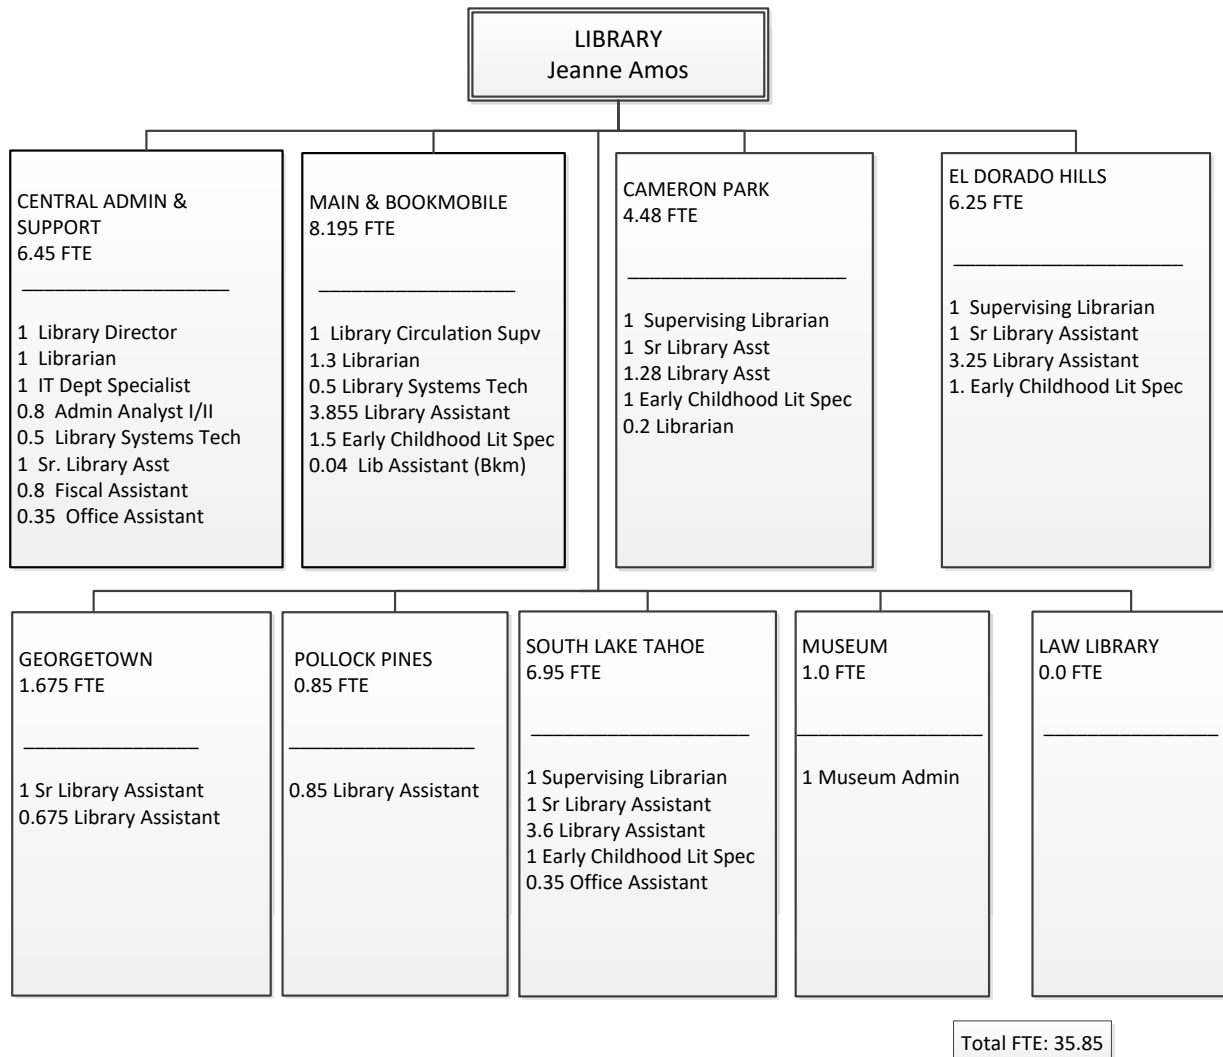 LIBRARY
Jeanne Amos
CENTRAL ADMIN &
SUPPORT
6.45 FTE
1 Library Director
1 Librarian
1 IT Dept Specialist
0.8 Admin Analyst I/II
0.5 Library Systems Tech
1 Sr. Library Asst
0.8 Fiscal Assistant
0.35 Office Assistant
MAIN & BOOKMOBILE
8.195 FTE
1 Library Circulation Supv
1.3 Librarian
0.5 Library Systems Tech
3.855 Library Assistant
1.5 Early Childhood Lit Spec
0.04 Lib Assistant (Bkm)
CAMERON PARK
4.48 FTE
1 Supervising Librarian
1 Sr Library Asst
1.28 Library Asst
1 Early Childhood Lit Spec
0.2 Librarian
EL DORADO HILLS
6.25 FTE
1 Supervising Librarian
1 Sr Library Assistant
3.25 Library Assistant
1. Early Childhood Lit Spec
GEORGETOWN
1.675 FTE
1 Sr Library Assistant
0.675 Library Assistant
POLLOCK PINES
0.85 FTE
0.85 Library Assistant
SOUTH LAKE TAHOE
6.95 FTE
1 Supervising Librarian
1 Sr Library Assistant
3.6 Library Assistant
1 Early Childhood Lit Spec
0.35 Office Assistant
MUSEUM
1.0 FTE
1 Museum Admin
LAW LIBRARY
0.0 FTE
Total FTE: 35.85